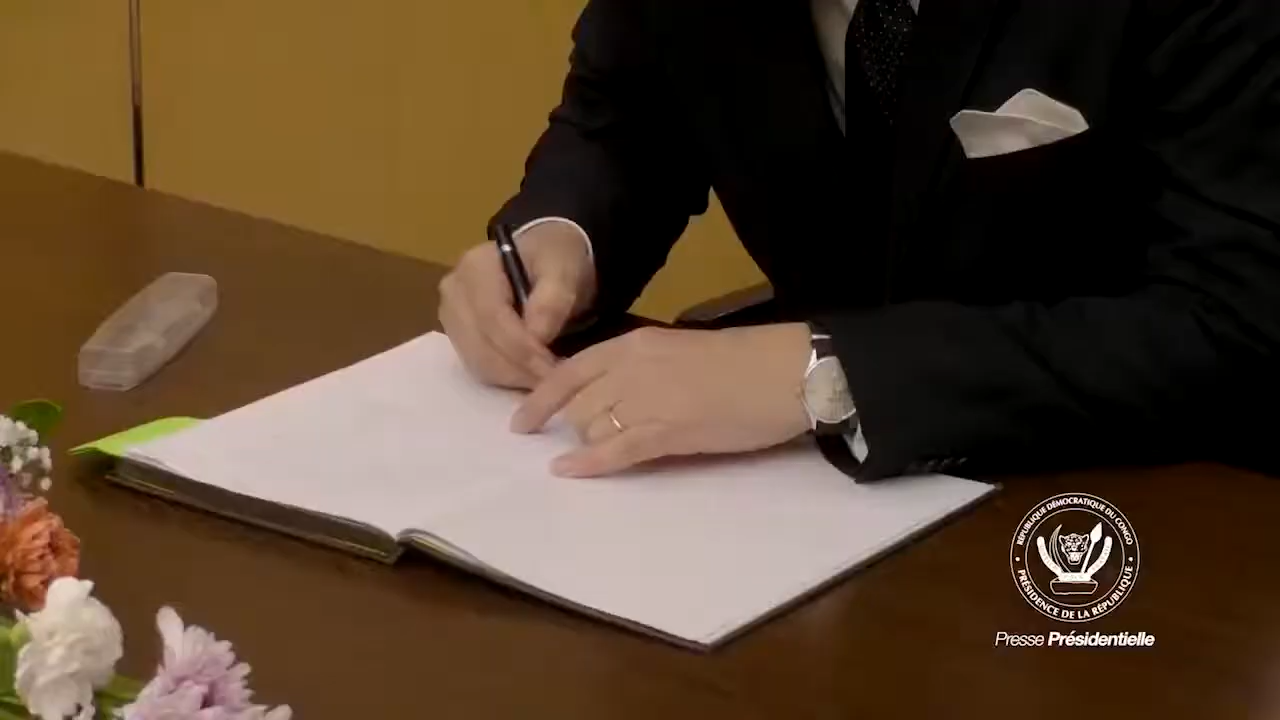 RÉPUBLIQUE DÉMOCRATIQUE DU CONGO
PRÉSIDENCE DE LA RÉPUBLIQUE
Presse Présidentielle